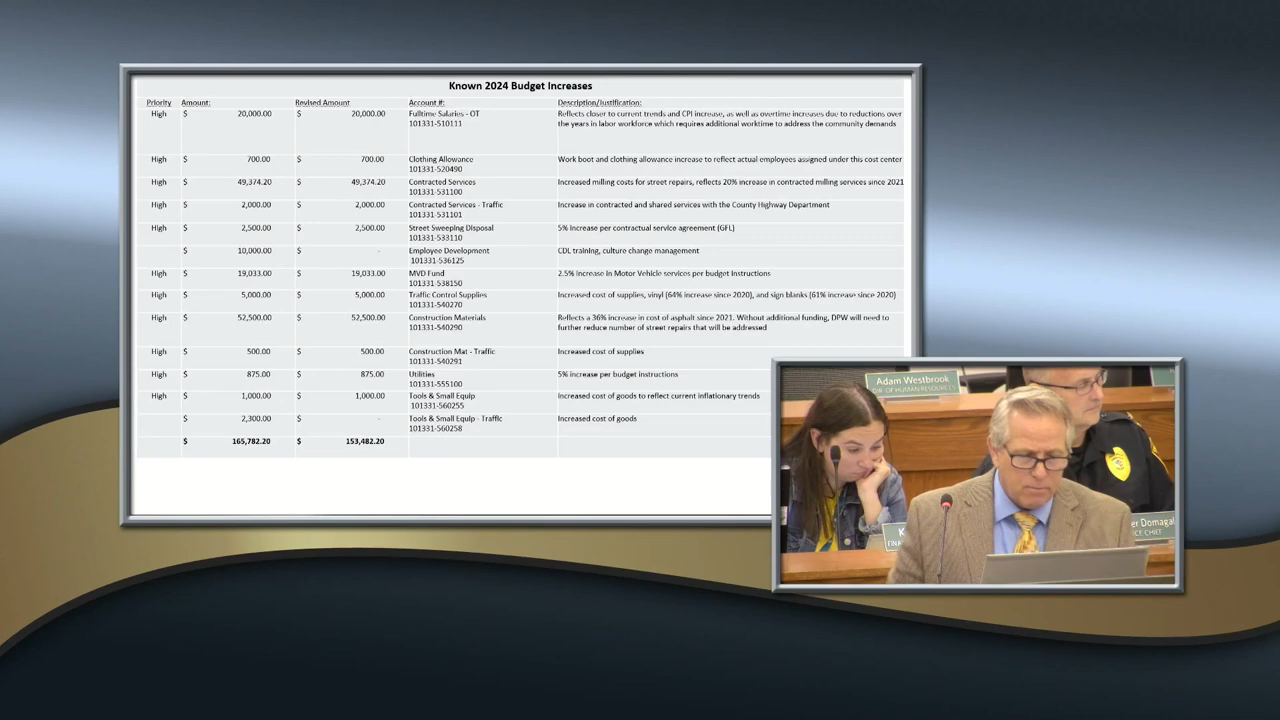 Known 2024 Budget Increases
Priority Amount: Revised Amount Account #: Description/Justification:
High $ 20,000.00 $ 20,000.00 Fulltime Salaries - OT Reflects closer to current trends and CPI increase, as well as overtime increases due to reductions over
101331-510111 the years in labor workforce which requires additional worktime to address the community demands
High $ 700.00 $ 700.00 Clothing Allowance Work boot and clothing allowance increase to reflect actual employees assigned under this cost center
101331-520490
High $ 49,374.20 $ 49,374.20 Contracted Services Increased milling costs for street repairs, reflects 20% increase in contracted milling services since 2021
101331-531100
High $ 2,000.00 $ 2,000.00 Contracted Services - Traffic Increase in contracted and shared services with the County Highway Department
101331-531101
High $ 2,500.00 $ 2,500.00 Street Sweeping Disposal 5% increase per contractual service agreement (GFL)
101331-533110
$ 10,000.00 $ - Employee Development CDL training, culture change management
101331-536125
High $ 19,033.00 $ 19,033.00 MVD Fund 2.5% increase in Motor Vehicle services per budget instructions
101331-538150
High $ 5,000.00 $ 5,000.00 Traffic Control Supplies Increased cost of supplies, vinyl (64% increase since 2020), and sign blanks (61% increase since 2020)
101331-540270
High $ 52,500.00 $ 52,500.00 Construction Materials Reflects a 36% increase in cost of asphalt since 2021. Without additional funding, DPW will need to
101331-540290 further reduce number of street repairs that will be addressed
High $ 500.00 $ 500.00 Construction Mat - Traffic Increased cost of supplies
101331-540291
High $ 875.00 $ 875.00 Utilities 5% increase per budget instructions
101331-555100
High $ 1,000.00 $ 1,000.00 Tools & Small Equip Increased cost of goods to reflect current inflationary trends
101331-560255
$ 2,300.00 $ - Tools & Small Equip - Traffic Increased cost of goods
101331-560258
$ 165,782.20 $ 153,482.20
Adam Westbrook
DIR. OF HUMAN RESOURCES
K
FINA
er Domagal
CE CHIEF